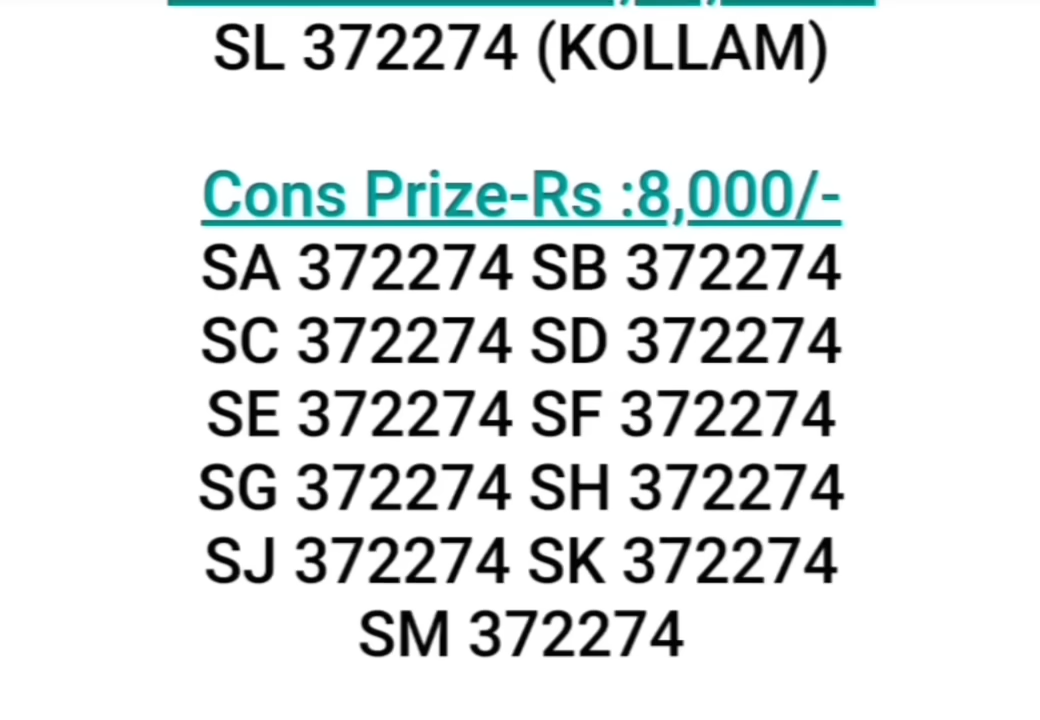 SL 372274 (KOLLAM)
Cons Prize-Rs :8,000/-
SA 372274 SB 372274
SC 372274 SD 372274
SE 372274 SF 372274
SG 372274 SH 372274
SJ 372274 SK 372274
SM 372274